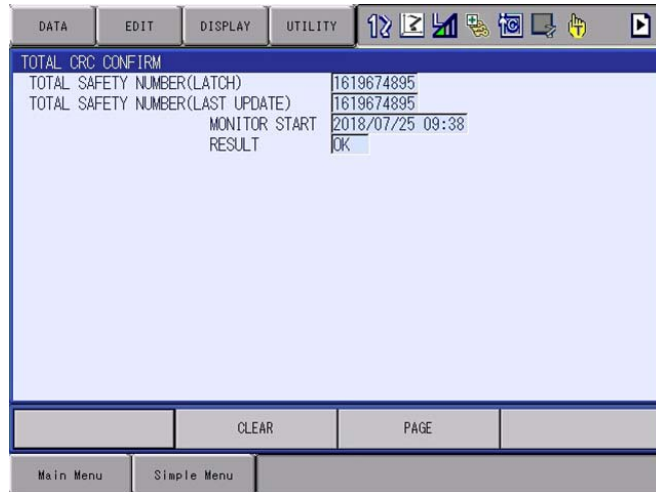 DATA EDIT DISPLAY UTILITY
TOTAL CRC CONFIRM
TOTAL SAFETY NUMBER(LATCH) 1619674895
TOTAL SAFETY NUMBER(LAST UPDATE) 1619674895
MONITOR START 2018/07/25 09:38
RESULT OK
CLEAR PAGE
Main Menu Simple Menu